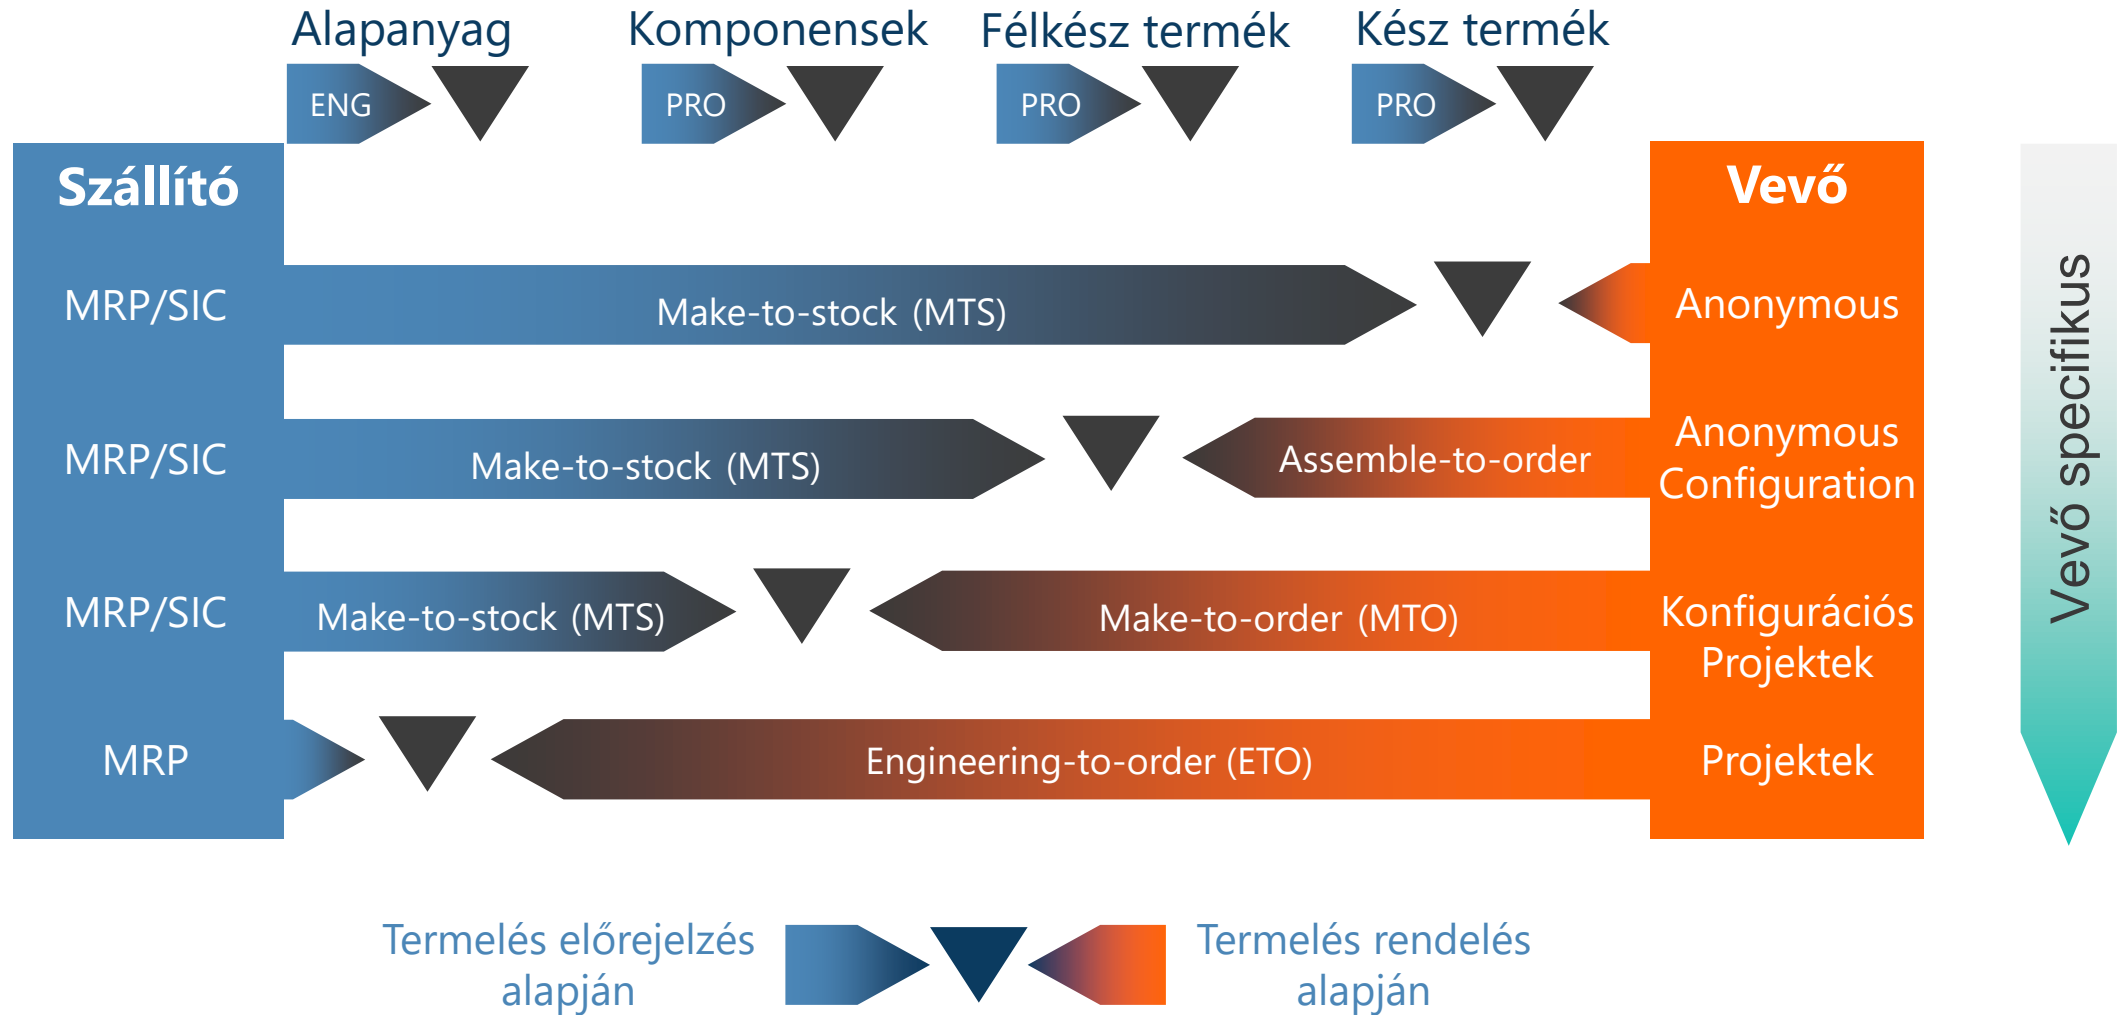 Alapanyag
Komponensek
Félkész termék
Kész termék
ENG
PRO
PRO
PRO
Szállító
Vevő
MRP/SIC
Make-to-stock (MTS)
Anonymous
MRP/SIC
Make-to-stock (MTS)
Assemble-to-order
Anonymous
Configuration
MRP/SIC
Make-to-stock (MTS)
Make-to-order (MTO)
Konfigurációs
Projektek
MRP
Engineering-to-order (ETO)
Projektek
Vevő specifikus
Termelés előrejelzés
alapján
Termelés rendelés
alapján